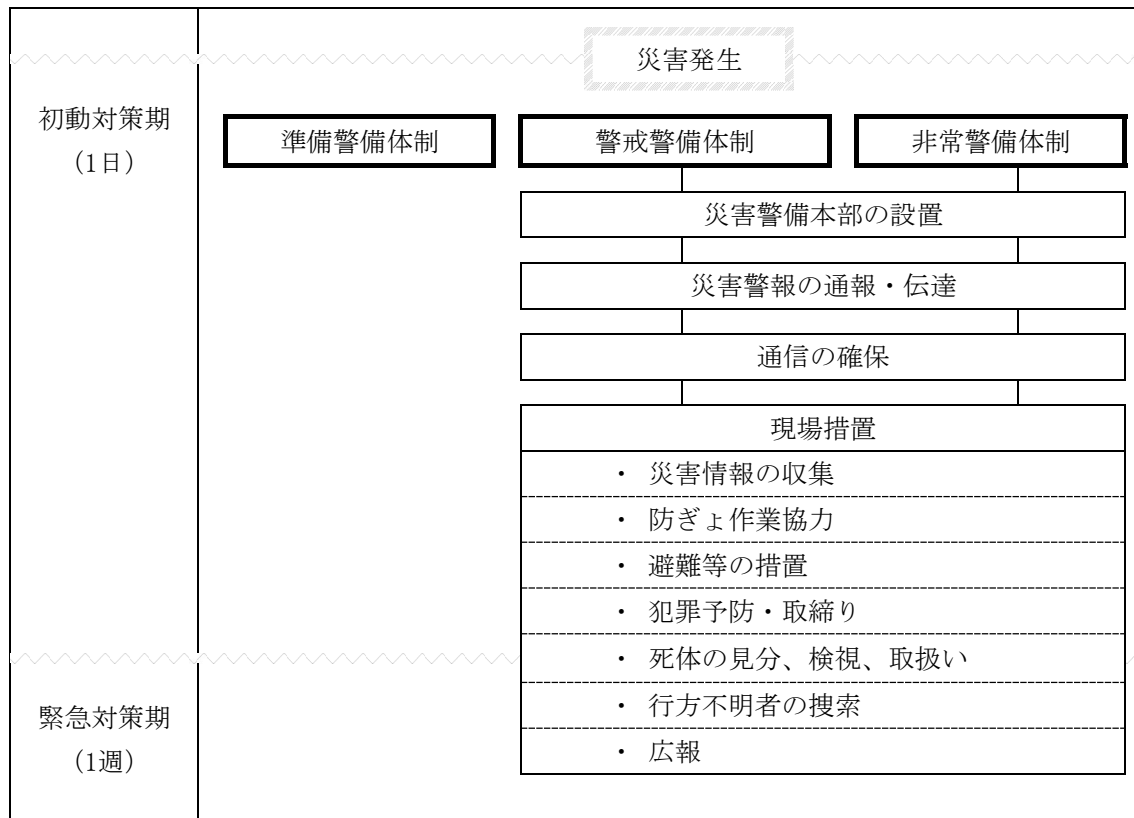 災害発生
初動対策期
（1日）
準備警備体制
警戒警備体制
非常警備体制
災害警備本部の設置
災害警報の通報・伝達
通信の確保
現場措置
・ 災害情報の収集
・ 防ぎょ作業協力
・ 避難等の措置
・ 犯罪予防・取締り
・ 死体の見分、検視、取扱い
・ 行方不明者の捜索
・ 広報
緊急対策期
（1週）